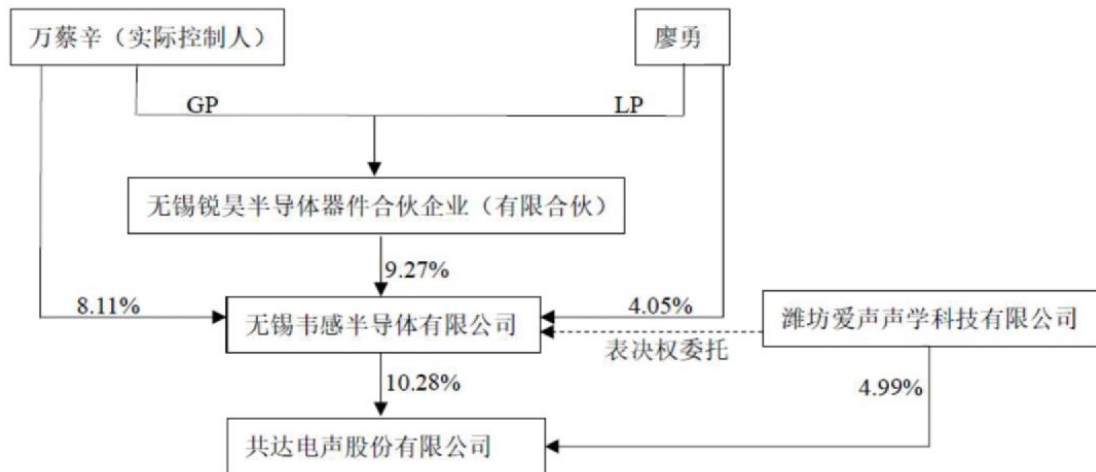 万蔡辛（实际控制人）
廖勇
GP
LP
无锡锐昊半导体器件合伙企业（有限合伙）
9.27%
8.11%
4.05%
无锡韦感半导体有限公司
潍坊爱声声学科技有限公司
表决权委托
10.28%
4.99%
共达电声股份有限公司